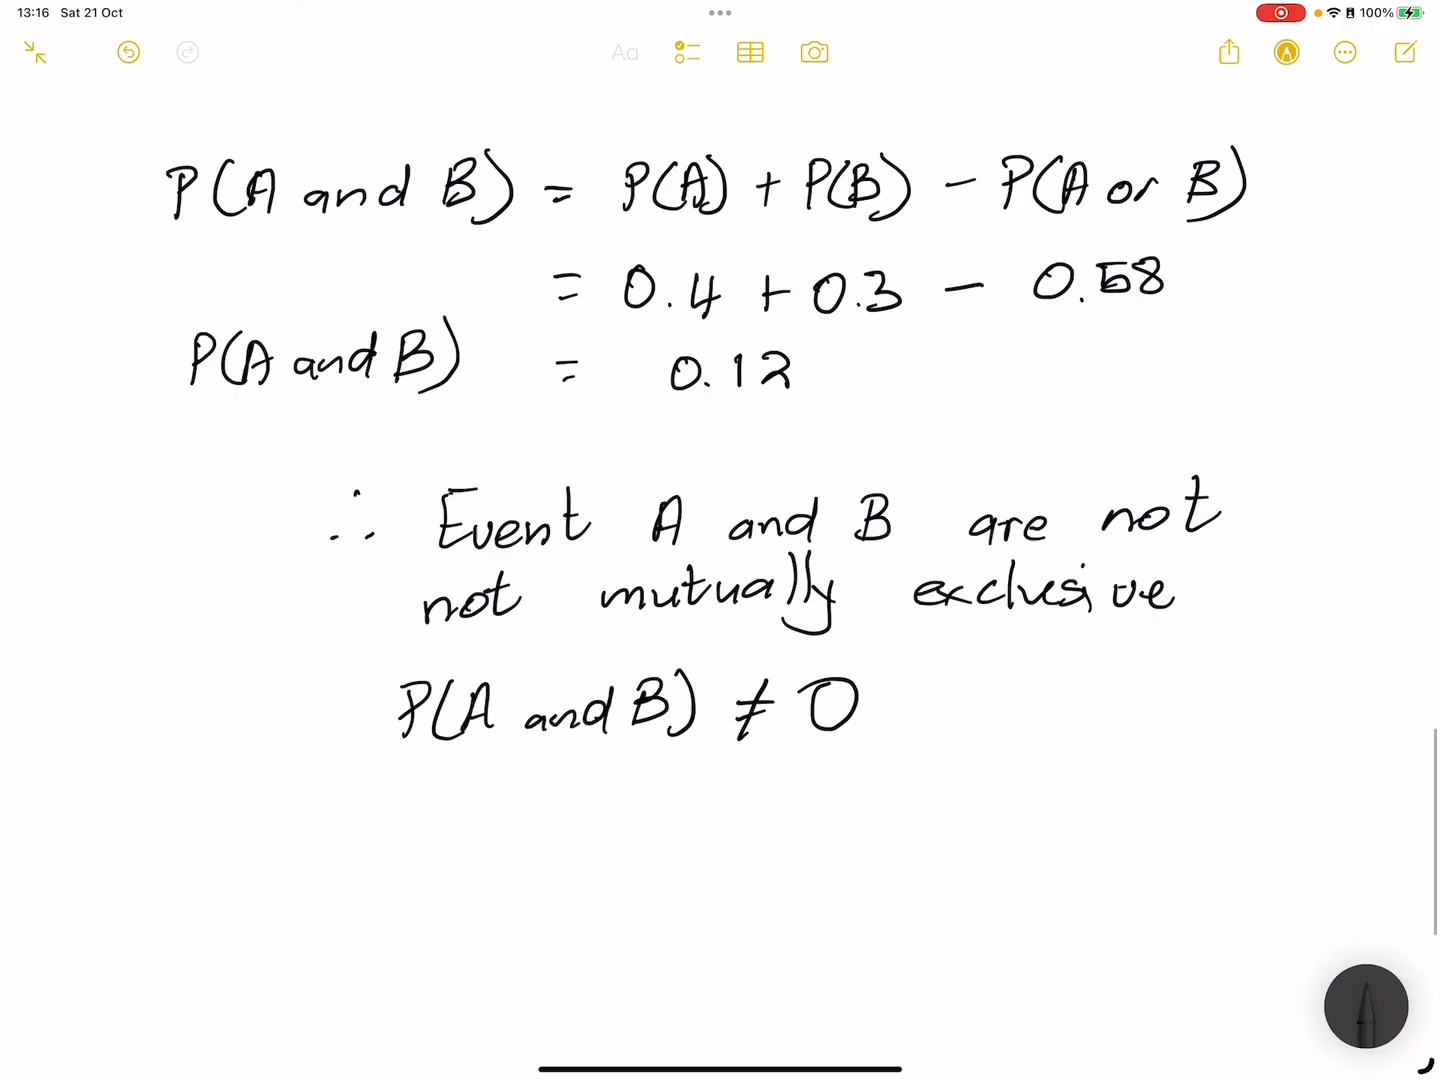 13:16 Sat 21 Oct 100%
Aa
P(A and B) = P(A) + P(B) - P(A or B)
= 0.4 + 0.3 - 0.58
P(A and B) = 0.12
∴ Event A and B are not
not mutually exclusive
P(A and B) ≠ 0